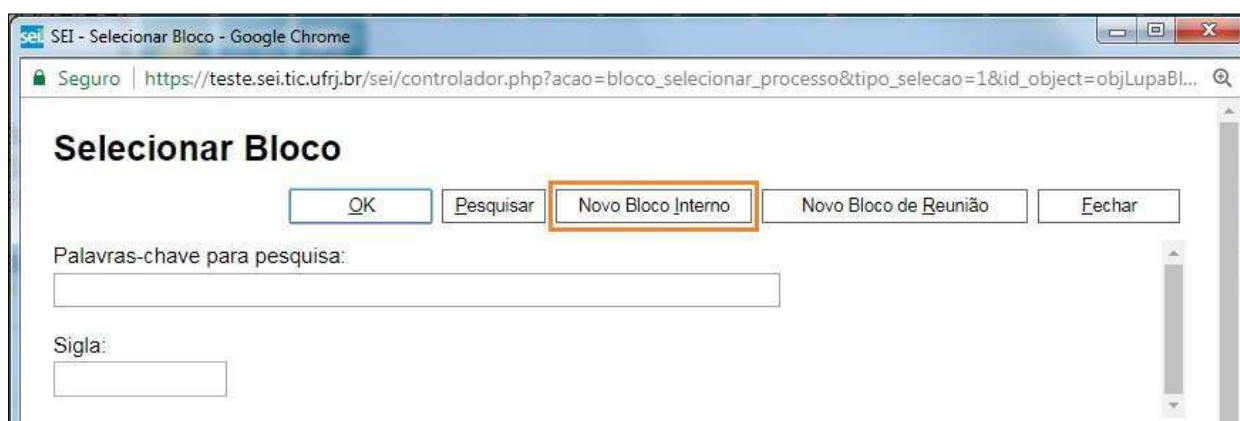 sei. SEI - Selecionar Bloco - Google Chrome
Seguro | https://teste.sei.tic.ufrj.br/sei/controlador.php?acao=bloco_selecionar_processo&tipo_selecao=1&id_object=objLupaBl...
Selecionar Bloco
OK Pesquisar Novo Bloco Interno Novo Bloco de Reunião Fechar
Palavras-chave para pesquisa:
Sigla: